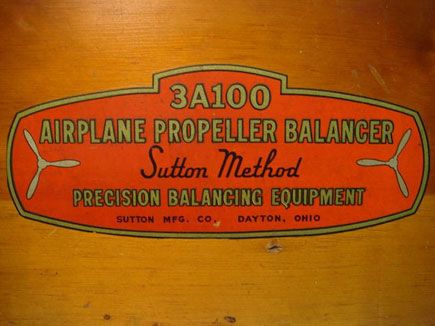 3A100
AIRPLANE PROPELLER BALANCER
Sutton Method
PRECISION BALANCING EQUIPMENT
SUTTON MFG. CO. DAYTON, OHIO